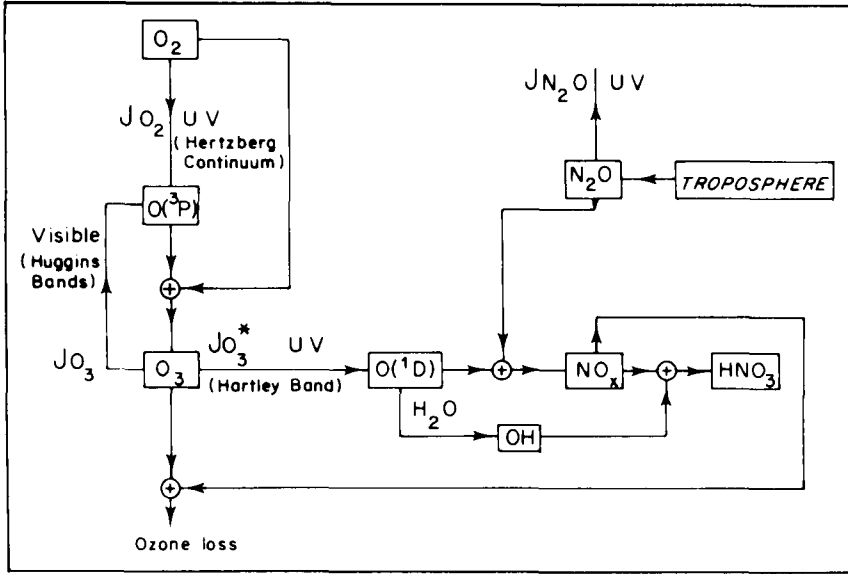 O₂
JO₂ UV
(Hertzberg
Continuum)
JN₂O UV
N₂O
TROPOSPHERE
O(³P)
Visible
(Huggins
Bands)
+
JO₃
O₃
JO₃* UV
(Hartley Band)
O(¹D)
+
NOₓ
+
HNO₃
H₂O
OH
+
Ozone loss